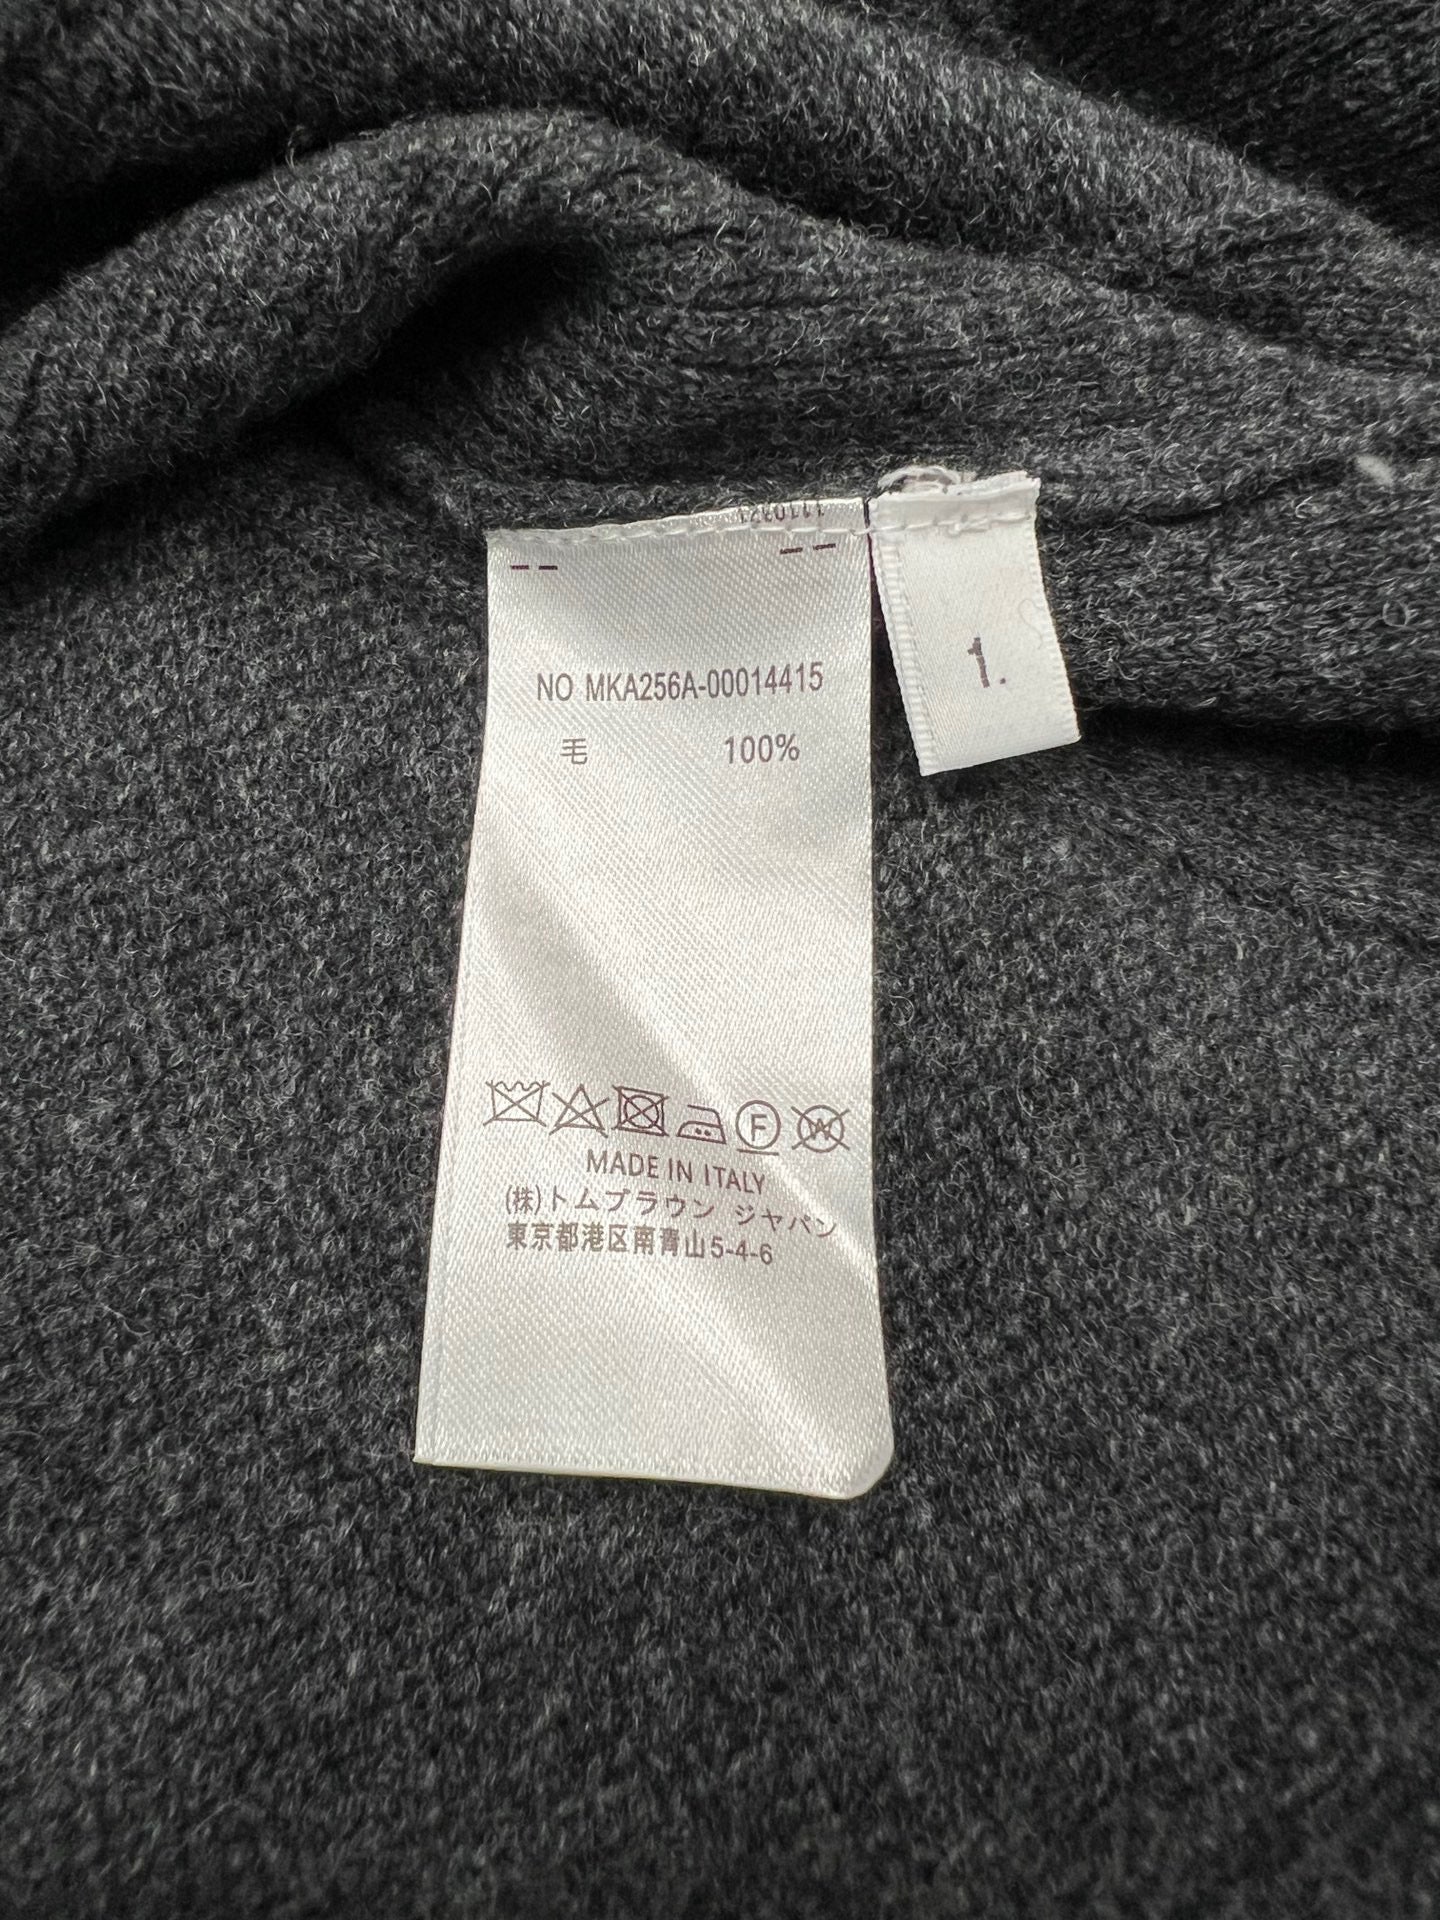 NO MKA256A-00014415
毛 100%
F W
MADE IN ITALY
(株)トムブラウン ジャパン
東京都港区南青山5-4-6
1.